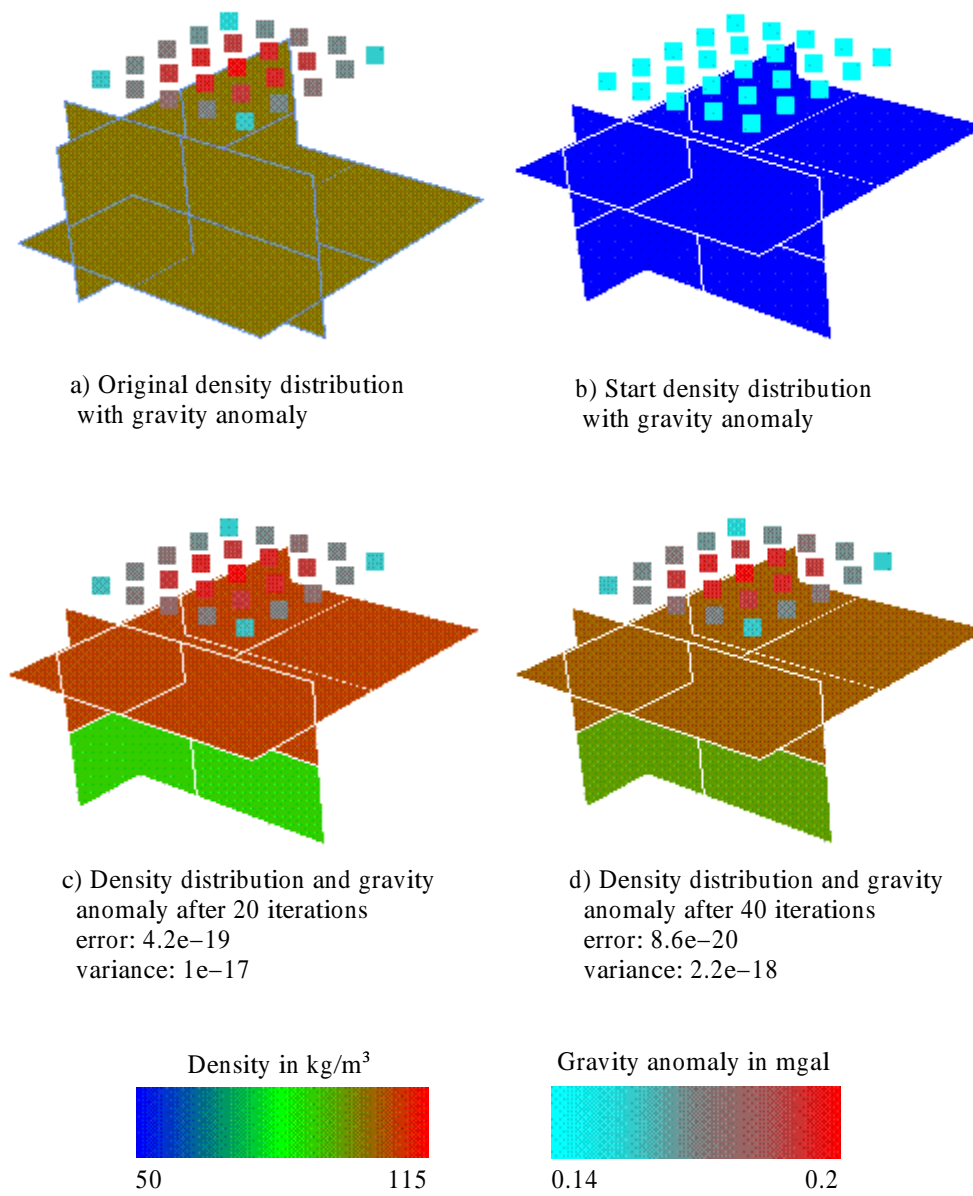 a) Original density distribution
with gravity anomaly
b) Start density distribution
with gravity anomaly
c) Density distribution and gravity
anomaly after 20 iterations
error: 4.2e−19
variance: 1e−17
d) Density distribution and gravity
anomaly after 40 iterations
error: 8.6e−20
variance: 2.2e−18
Density in kg/m³
50
115
Gravity anomaly in mgal
0.14
0.2